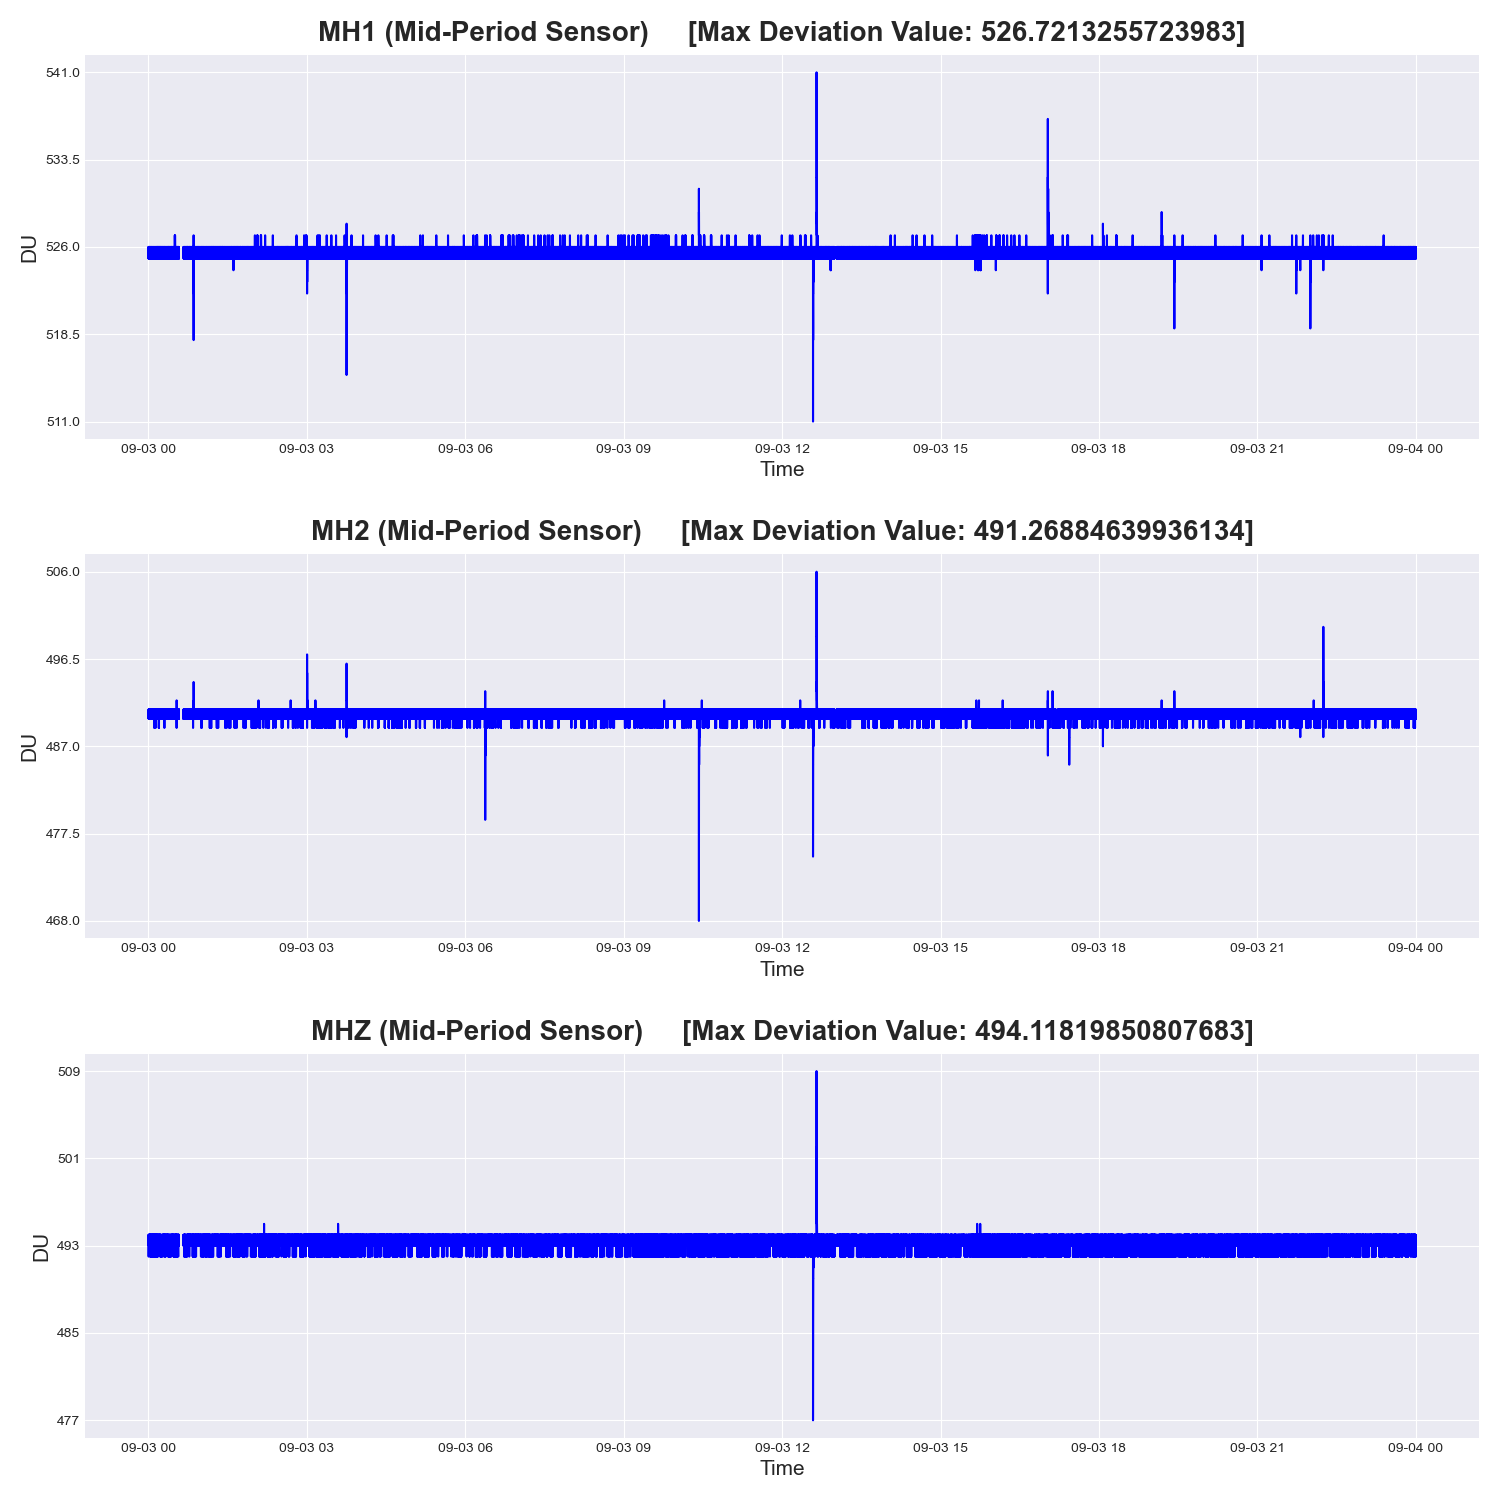 MH1 (Mid-Period Sensor) [Max Deviation Value: 526.7213255723983]
541.0
533.5
526.0
518.5
511.0
DU
09-03 00 09-03 03 09-03 06 09-03 09 09-03 12 09-03 15 09-03 18 09-03 21 09-04 00
Time
MH2 (Mid-Period Sensor) [Max Deviation Value: 491.26884639936134]
506.0
496.5
487.0
477.5
468.0
DU
09-03 00 09-03 03 09-03 06 09-03 09 09-03 12 09-03 15 09-03 18 09-03 21 09-04 00
Time
MHZ (Mid-Period Sensor) [Max Deviation Value: 494.11819850807683]
509
501
493
485
477
DU
09-03 00 09-03 03 09-03 06 09-03 09 09-03 12 09-03 15 09-03 18 09-03 21 09-04 00
Time